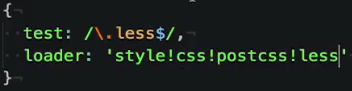 {
test: /\.less$/,
loader: 'style!css!postcss!less'
}